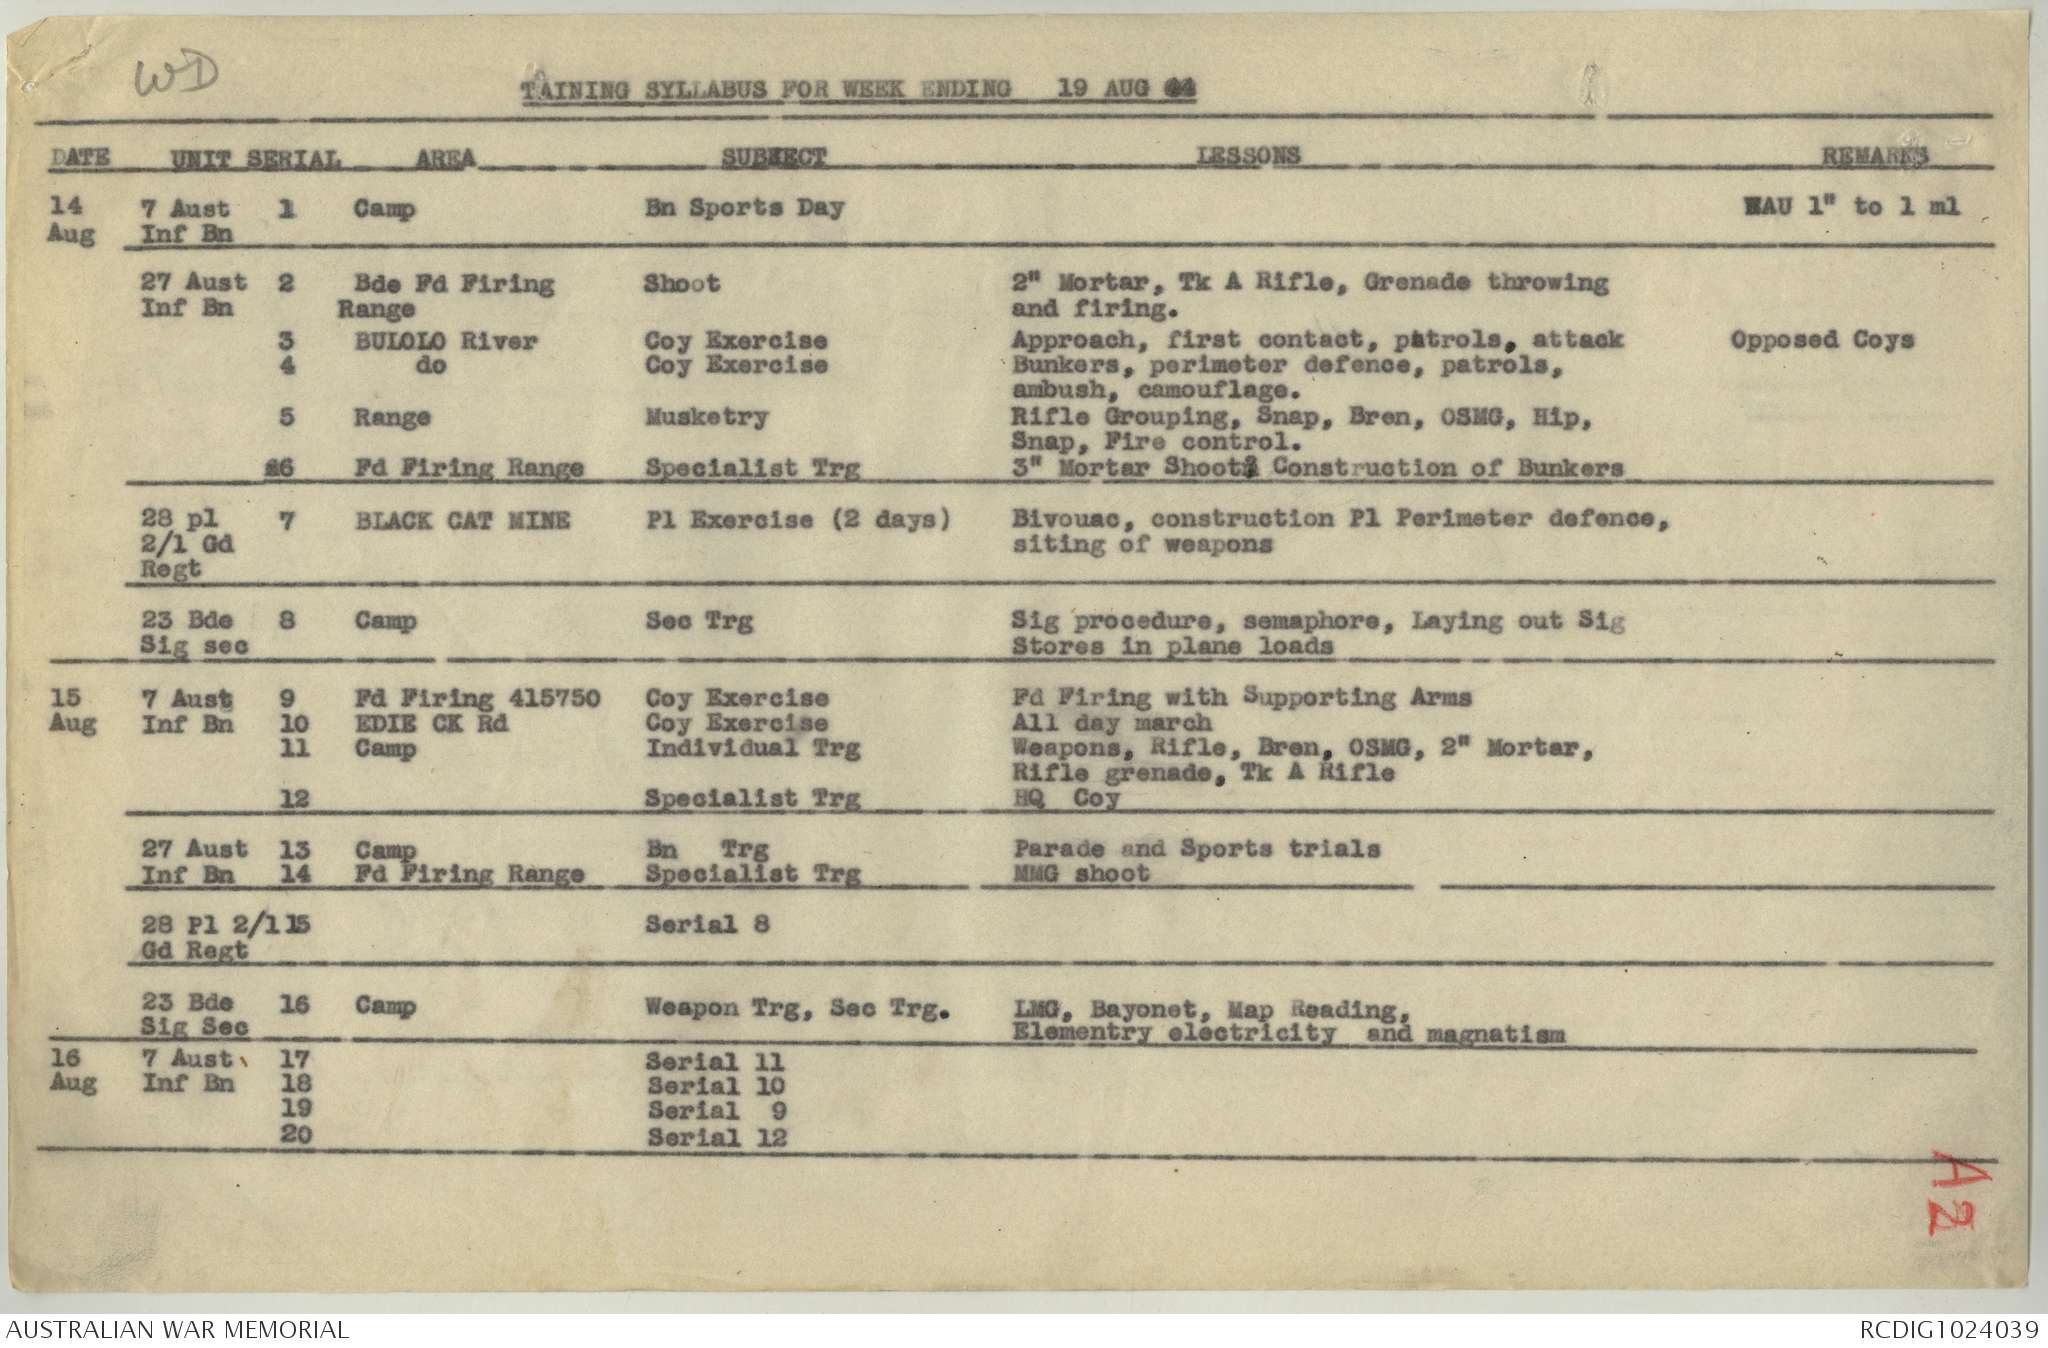 WD
TAINING SYLLABUS FOR WEEK ENDING 19 AUG 44
DATE UNIT SERIAL AREA SUBJECT LESSONS REMARKS
14 7 Aust 1 Camp Bn Sports Day WAU 1" to 1 ml
Aug Inf Bn
27 Aust 2 Bde Fd Firing Shoot 2" Mortar, Tk A Rifle, Grenade throwing
Inf Bn Range and firing.
3 BULOLO River Coy Exercise Approach, first contact, patrols, attack Opposed Coys
4 do Coy Exercise Bunkers, perimeter defence, patrols,
ambush, camouflage.
5 Range Musketry Rifle Grouping, Snap, Bren, OSMG, Hip,
Snap, Fire control.
6 Fd Firing Range Specialist Trg 3" Mortar Shoot, Construction of Bunkers
28 pl 7 BLACK CAT MINE Pl Exercise (2 days) Bivouac, construction Pl Perimeter defence,
2/1 Gd siting of weapons
Regt
23 Bde 8 Camp Sec Trg Sig procedure, semaphore, Laying out Sig
Sig sec Stores in plane loads
15 7 Aust 9 Fd Firing 415750 Coy Exercise Fd Firing with Supporting Arms
Aug Inf Bn 10 EDIE CK Rd Coy Exercise All day march
11 Camp Individual Trg Weapons, Rifle, Bren, OSMG, 2" Mortar,
Rifle grenade, Tk A Rifle
12 Specialist Trg HQ Coy
27 Aust 13 Camp Bn Trg Parade and Sports trials
Inf Bn 14 Fd Firing Range Specialist Trg MMG shoot
28 Pl 2/1 15 Serial 8
Gd Regt
23 Bde 16 Camp Weapon Trg, Sec Trg. LMG, Bayonet, Map Reading,
Sig Sec Elementry electricity and magnatism
16 7 Aust 17 Serial 11
Aug Inf Bn 18 Serial 10
19 Serial 9
20 Serial 12
A2
AUSTRALIAN WAR MEMORIAL RCDIG1024039